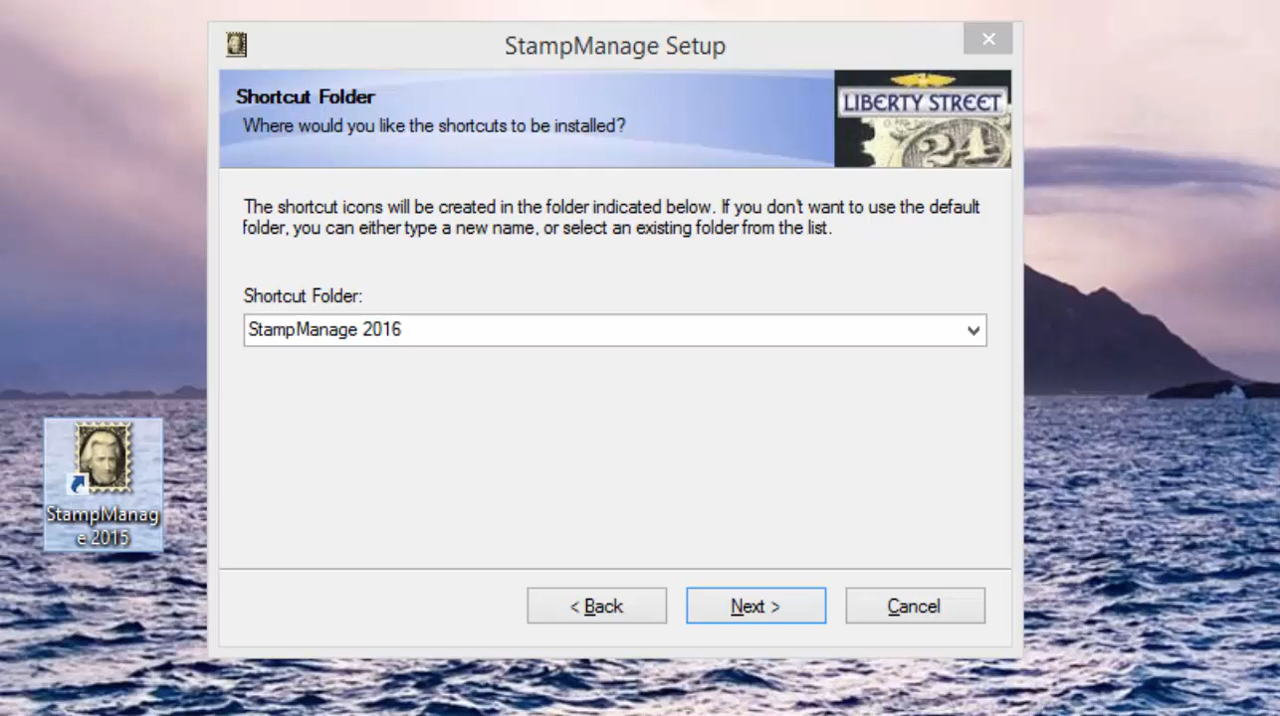 StampManage Setup
Shortcut Folder
Where would you like the shortcuts to be installed?
LIBERTY STREET
24
The shortcut icons will be created in the folder indicated below. If you don't want to use the default
folder, you can either type a new name, or select an existing folder from the list.
Shortcut Folder:
StampManage 2016
StampManag
e 2015
< Back
Next >
Cancel